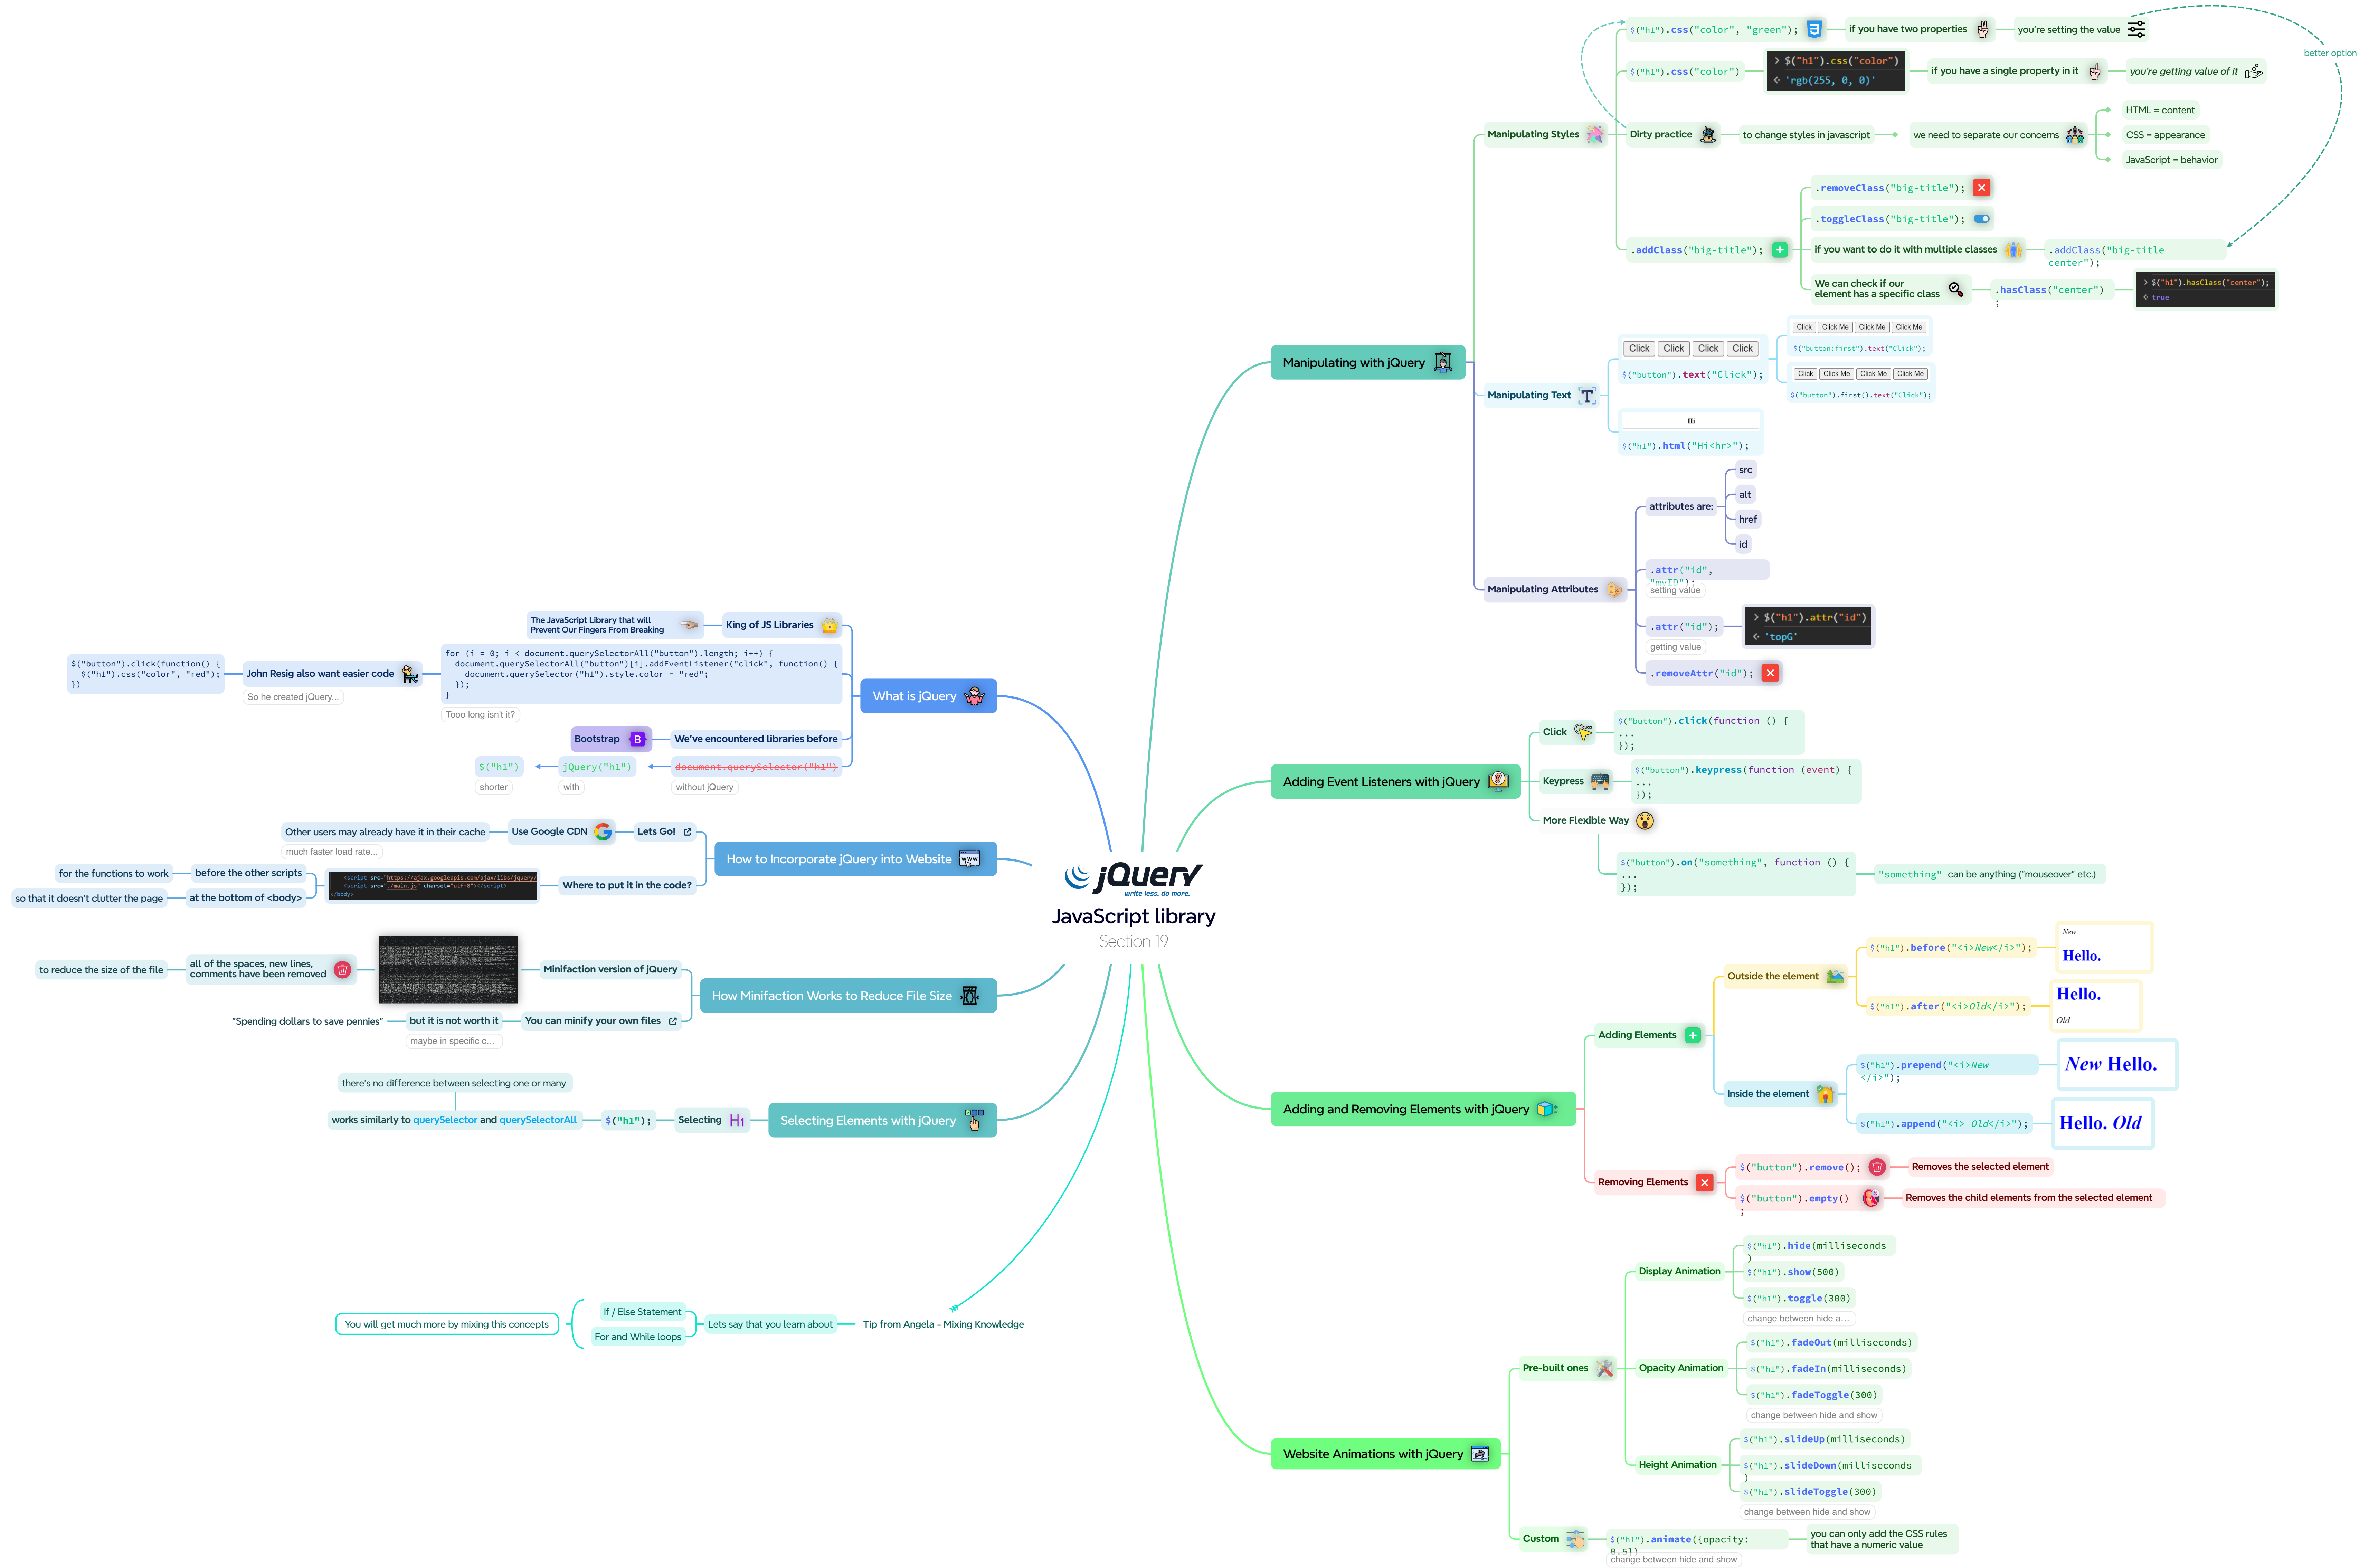 jQuery
write less, do more.
JavaScript library
Section 19
What is jQuery
King of JS Libraries
The JavaScript Library that will
Prevent Our Fingers From Breaking
for (i = 0; i < document.querySelectorAll("button").length; i++) {
document.querySelectorAll("button")[i].addEventListener("click", function() {
document.querySelector("h1").style.color = "red";
});
}
Tooo long isn't it?
John Resig also want easier code
So he created jQuery...
$("button").click(function() {
$("h1").css("color", "red");
})
We've encountered libraries before
Bootstrap
B
document.querySelector("h1")
without jQuery
jQuery("h1")
with
$("h1")
shorter
How to Incorporate jQuery into Website
WWW
Lets Go!
Use Google CDN
Other users may already have it in their cache
much faster load rate...
Where to put it in the code?
<script src="https://ajax.googleapis.com/ajax/libs/jquery/
<script src="./main.js" charset="utf-8"></script>
</body>
before the other scripts
for the functions to work
at the bottom of <body>
so that it doesn't clutter the page
How Minifaction Works to Reduce File Size
Minifaction version of jQuery
all of the spaces, new lines,
comments have been removed
to reduce the size of the file
You can minify your own files
but it is not worth it
maybe in specific c...
"Spending dollars to save pennies"
Selecting Elements with jQuery
Selecting
H1
$("h1");
works similarly to querySelector and querySelectorAll
there's no difference between selecting one or many
Tip from Angela - Mixing Knowledge
Lets say that you learn about
If / Else Statement
For and While loops
You will get much more by mixing this concepts
Manipulating with jQuery
Manipulating Styles
$("h1").css("color", "green");
if you have two properties
you're setting the value
better option
$("h1").css("color")
> $("h1").css("color")
'rgb(255, 0, 0)'
if you have a single property in it
you're getting value of it
Dirty practice
to change styles in javascript
we need to separate our concerns
HTML = content
CSS = appearance
JavaScript = behavior
.addClass("big-title");
.removeClass("big-title");
.toggleClass("big-title");
if you want to do it with multiple classes
.addClass("big-title
center");
We can check if our
element has a specific class
.hasClass("center")
;
> $("h1").hasClass("center");
true
Manipulating Text
T
Click Click Click Click
$("button").text("Click");
Click Click Me Click Me Click Me
$("button:first").text("Click");
Click Click Me Click Me Click Me
$("button").first().text("Click");
Hi
$("h1").html("Hi<hr>");
Manipulating Attributes
attributes are:
src
alt
href
id
.attr("id",
"myID");
setting value
.attr("id");
getting value
> $("h1").attr("id")
'topG'
.removeAttr("id");
Adding Event Listeners with jQuery
Click
$("button").click(function () {
...
});
Keypress
$("button").keypress(function (event) {
...
});
More Flexible Way
$("button").on("something", function () {
...
});
"something" can be anything ("mouseover" etc.)
Adding and Removing Elements with jQuery
Adding Elements
Outside the element
$("h1").before("<i>New</i>");
New
Hello.
$("h1").after("<i>Old</i>");
Hello.
Old
Inside the element
$("h1").prepend("<i>New
</i>");
New Hello.
$("h1").append("<i> Old</i>");
Hello. Old
Removing Elements
$("button").remove();
Removes the selected element
$("button").empty()
;
Removes the child elements from the selected element
Website Animations with jQuery
Pre-built ones
Display Animation
$("h1").hide(milliseconds
)
$("h1").show(500)
$("h1").toggle(300)
change between hide a...
Opacity Animation
$("h1").fadeOut(milliseconds)
$("h1").fadeIn(milliseconds)
$("h1").fadeToggle(300)
change between hide and show
Height Animation
$("h1").slideUp(milliseconds)
$("h1").slideDown(milliseconds
)
$("h1").slideToggle(300)
change between hide and show
Custom
$("h1").animate({opacity:
0.5})
change between hide and show
you can only add the CSS rules
that have a numeric value